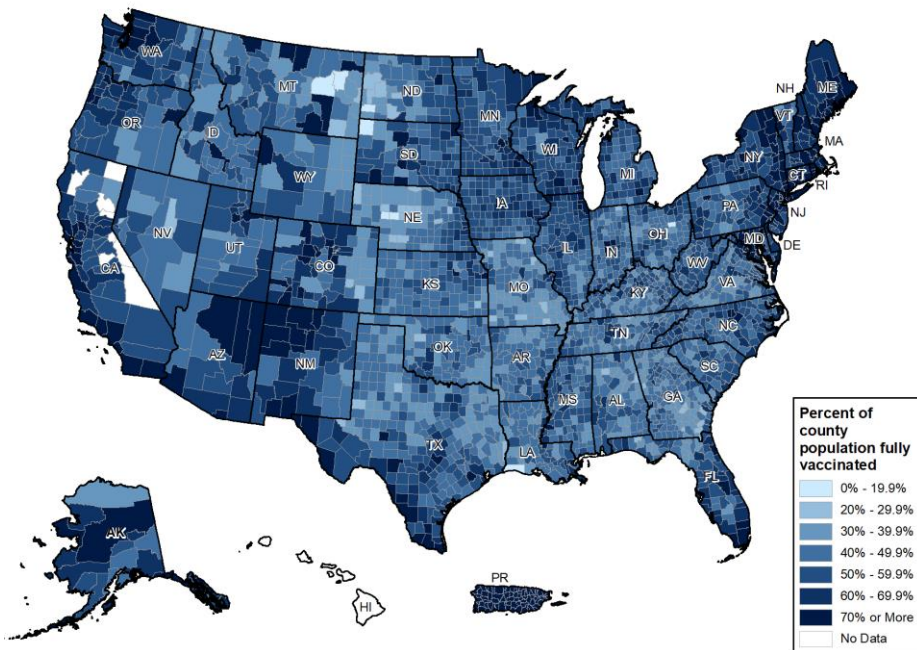 WA
MT
ND
MN
OR
ID
SD
WI
WY
MI
NH
ME
VT
NY
MA
CT
RI
NJ
PA
NE
IA
NV
UT
CO
IL
IN
OH
MD
DE
WV
VA
CA
KS
MO
KY
AZ
NM
OK
AR
TN
NC
SC
MS
AL
GA
TX
LA
FL
AK
HI
PR
Percent of
county
population fully
vaccinated
0% - 19.9%
20% - 29.9%
30% - 39.9%
40% - 49.9%
50% - 59.9%
60% - 69.9%
70% or More
No Data